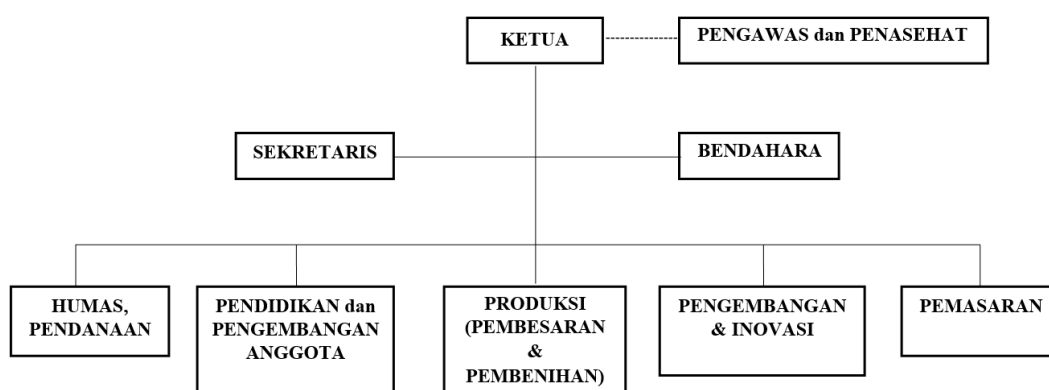 KETUA
PENGAWAS dan PENASEHAT
SEKRETARIS
BENDAHARA
HUMAS,
PENDANAAN
PENDIDIKAN dan
PENGEMBANGAN
ANGGOTA
PRODUKSI
(PEMBESARAN
&
PEMBENIHAN)
PENGEMBANGAN
& INOVASI
PEMASARAN